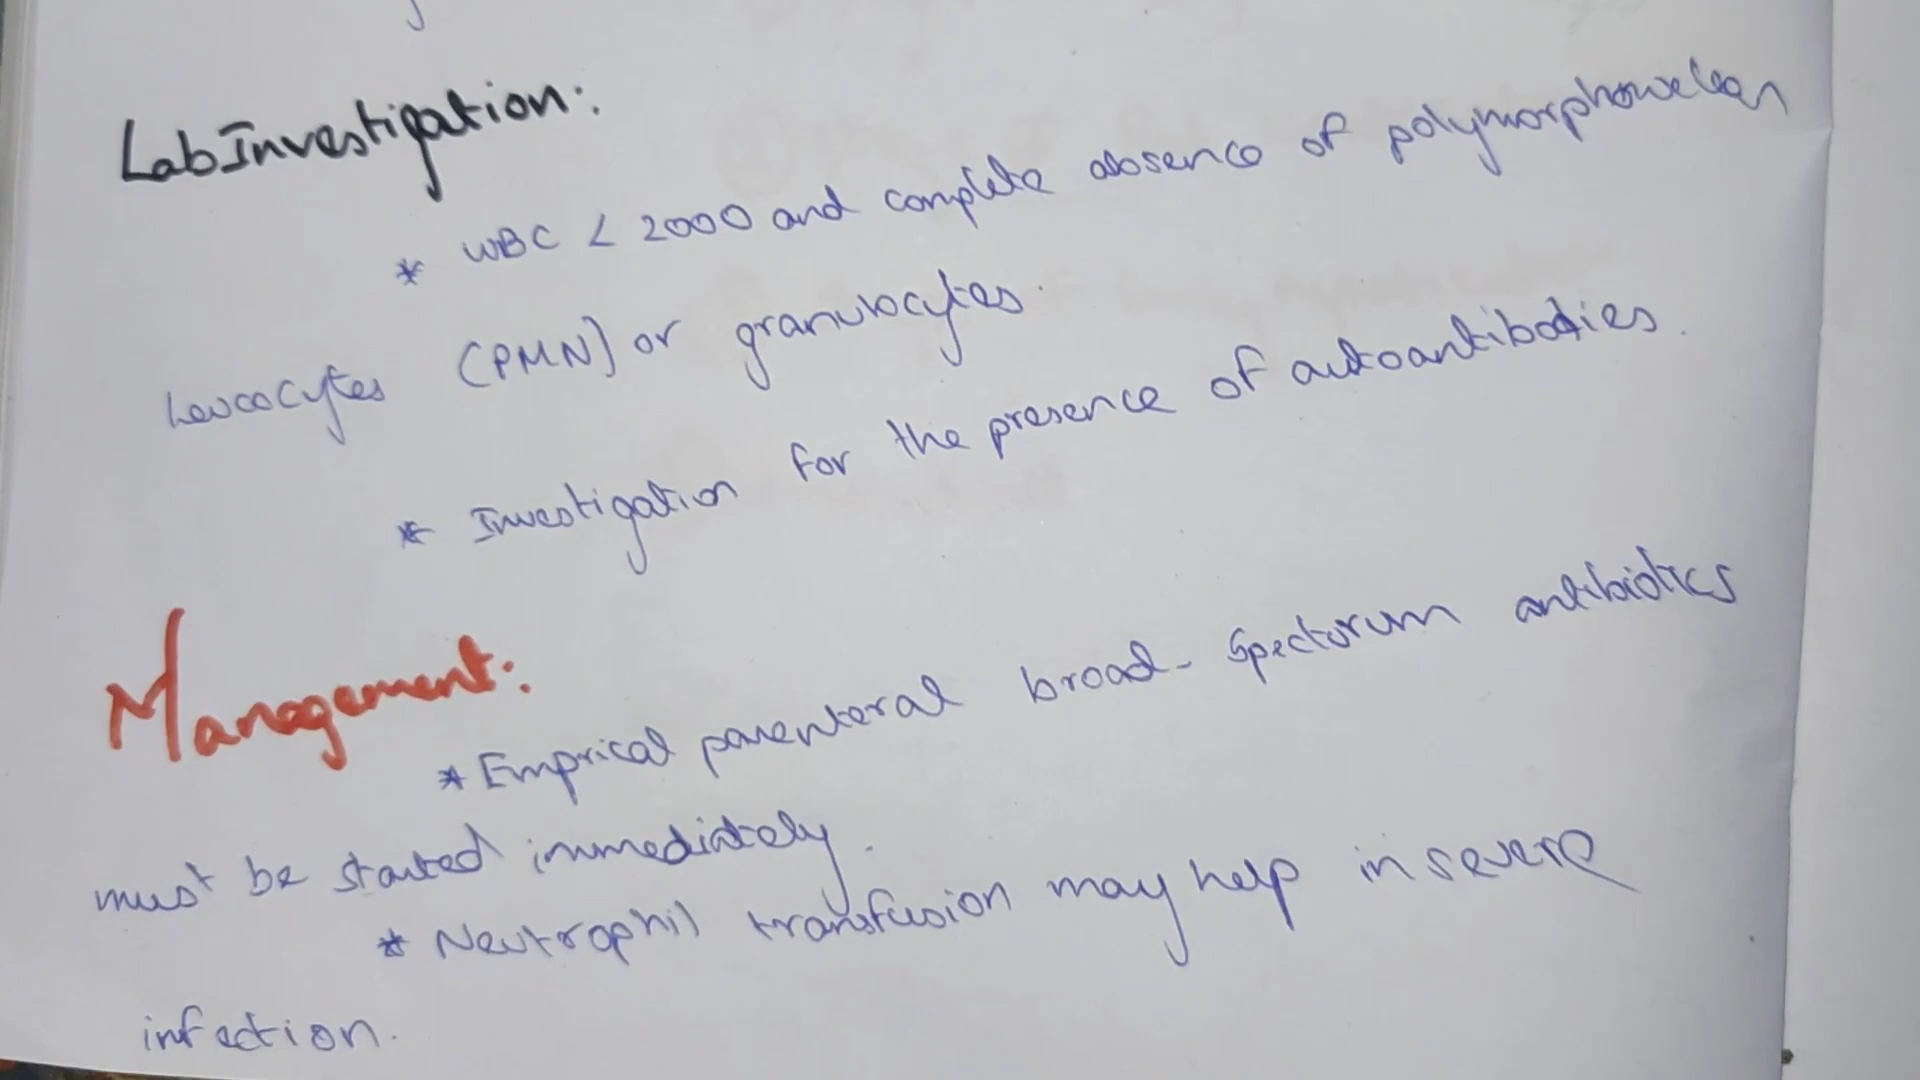 Lab Investigation:
* WBC < 2000 and complete absence of polymorphonuclear
Leucocytes (PMN) or granulocytes.
* Investigation for the presence of autoantibodies.
Management:
* Emprical parenteral broad-Spectorum antibiotics
must be started immediately.
* Neutrophil transfusion may help in severe
infection.